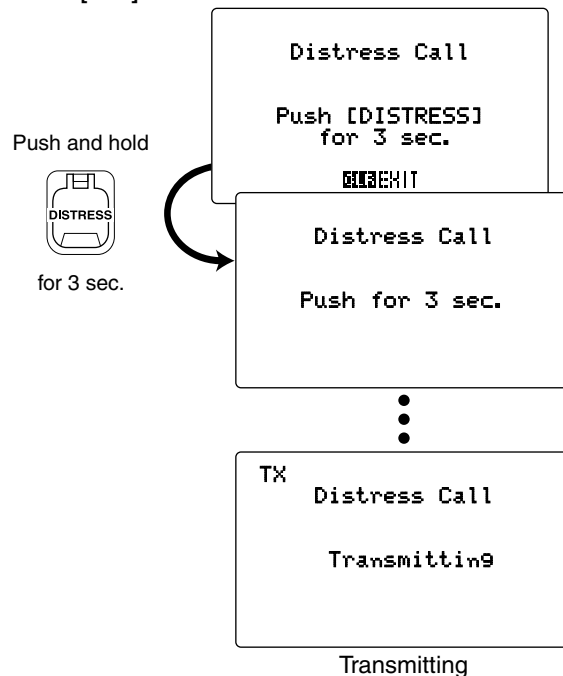 Distress Call
Push [DISTRESS]
for 3 sec.
EXIT
Push and hold
DISTRESS
for 3 sec.
Distress Call
Push for 3 sec.
TX
Distress Call
Transmitting
Transmitting